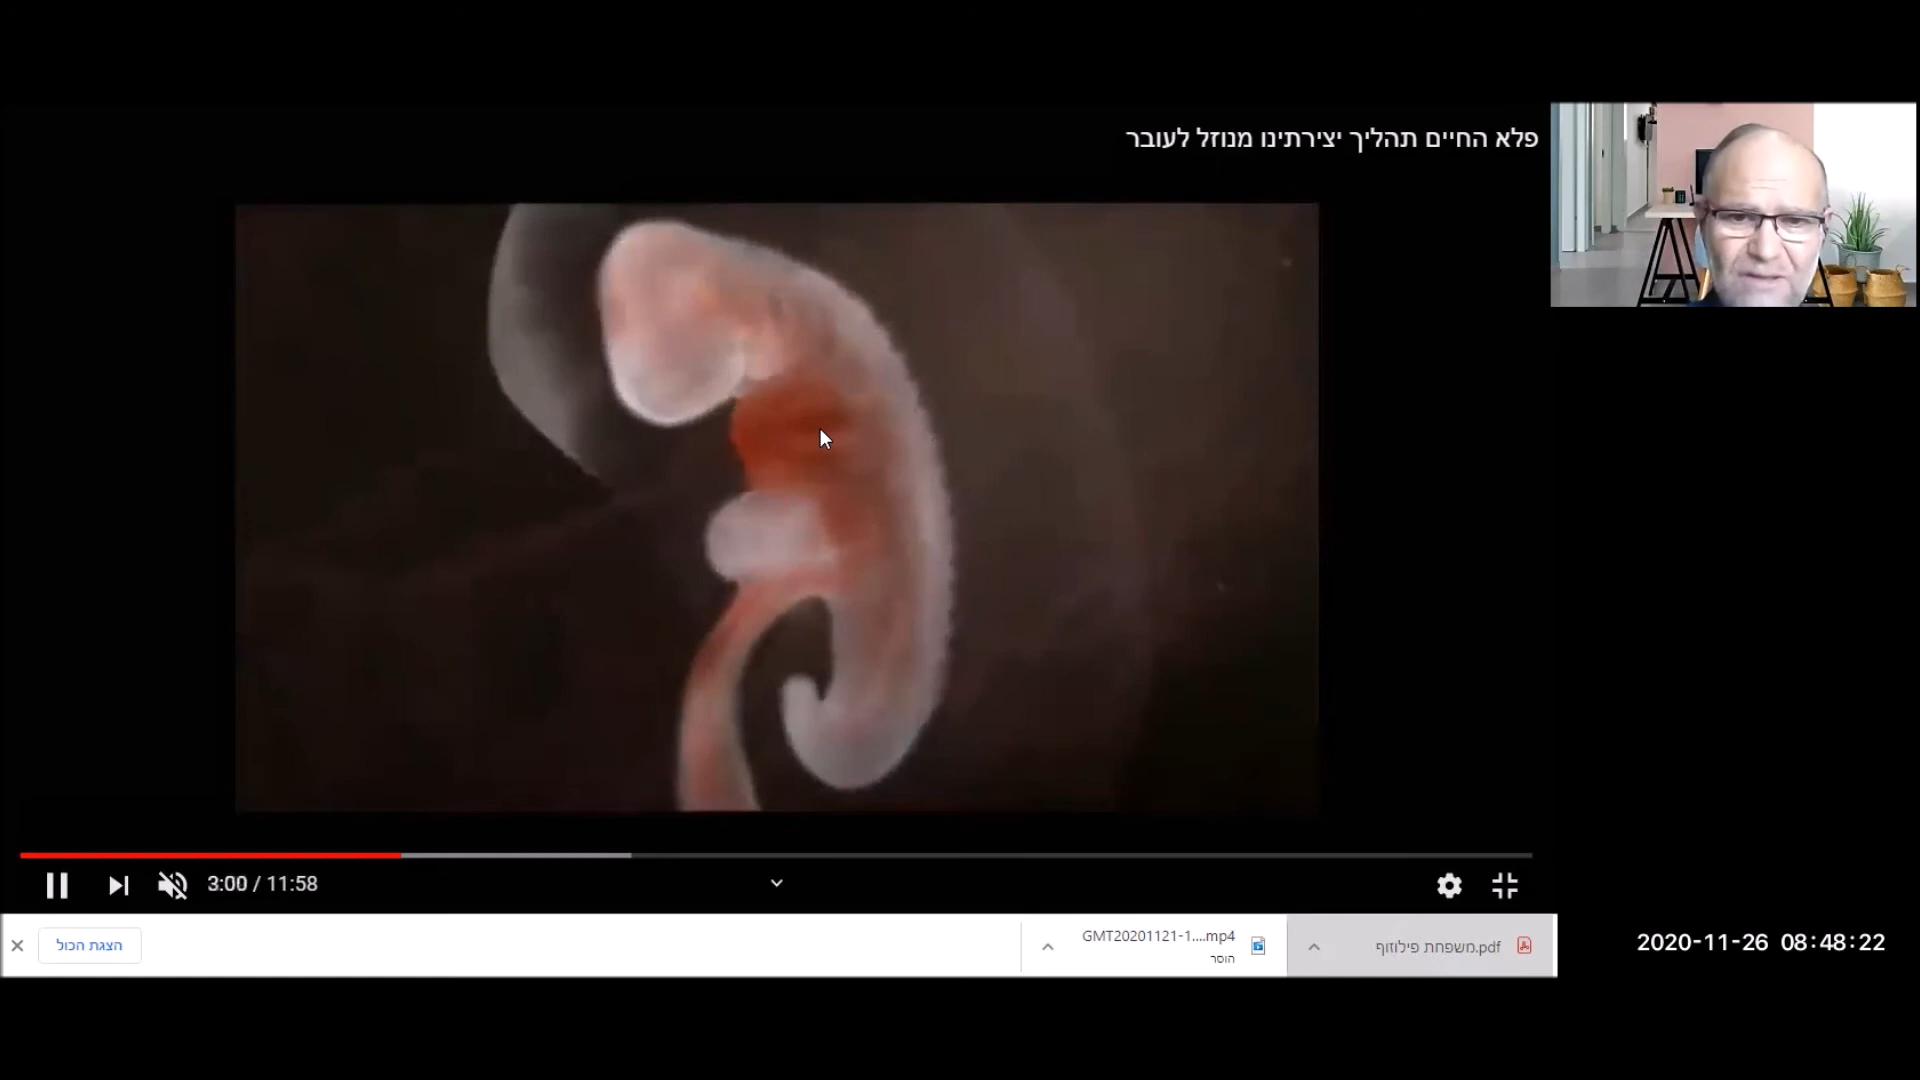 פלא החיים תהליך יצירתינו מנוזל לעובר
3:00 / 11:58
הצגת הכול
GMT20201121-1....mp4
הוסר
משפחת פילוזוף.pdf
2020-11-26 08:48:22